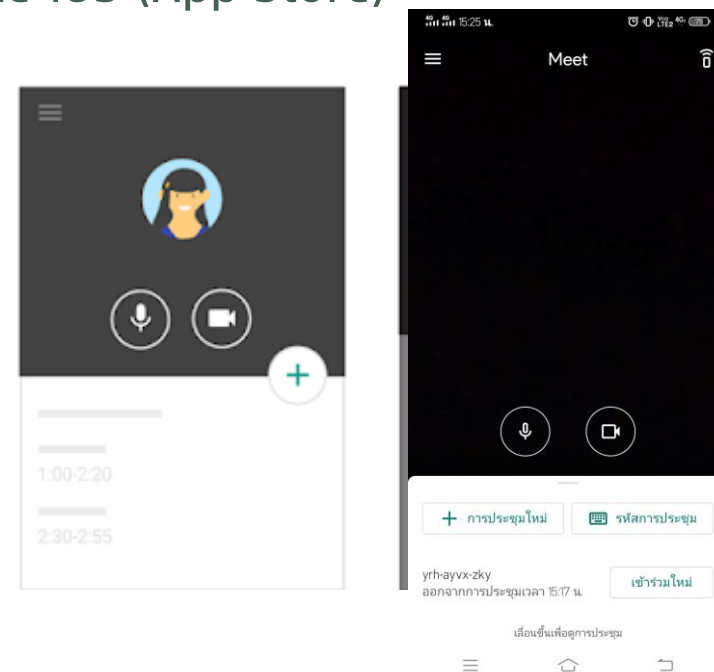 iOS (App Store)
15:25 น.
Meet
1:00-2:20
2:30-2:55
+ การประชุมใหม่
รหัสการประชุม
yrh-ayvx-zky
ออกจากการประชุมเวลา 15:17 น.
เข้าร่วมใหม่
เลื่อนขึ้นเพื่อดูการประชุม